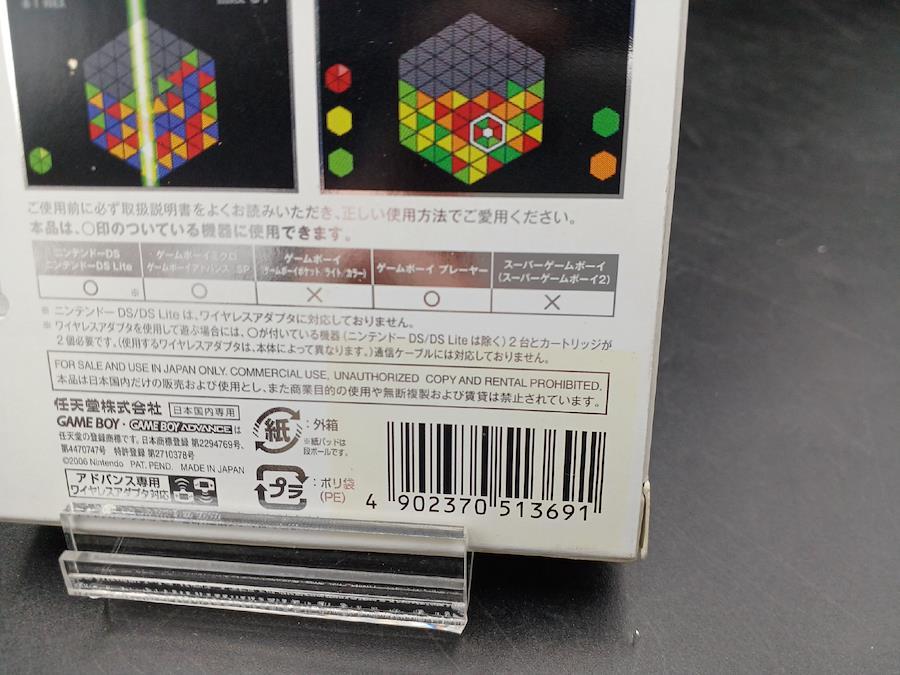 ご使用前に必ず取扱説明書をよくお読みいただき、正しい使用方法でご愛用ください。
本品は、○印のついている機器に使用できます。
ニンテンドーDS ニンテンドーDS Lite
ゲームボーイミクロ ゲームボーイアドバンス SP
ゲームボーイ (ゲームボーイポケット ライト/カラー)
ゲームボーイ プレーヤー
スーパーゲームボーイ (スーパーゲームボーイ2)
○ ※ ○ × ○ ×
※ ニンテンドー DS/DS Lite は、ワイヤレスアダプタに対応しておりません。
※ ワイヤレスアダプタを使用して遊ぶ場合には、○が付いている機器(ニンテンドー DS/DS Lite は除く)2台とカートリッジが
2個必要です。(使用するワイヤレスアダプタは、本体によって異なります。)通信ケーブルには対応しておりません。
FOR SALE AND USE IN JAPAN ONLY. COMMERCIAL USE, UNAUTHORIZED COPY AND RENTAL PROHIBITED.
本品は日本国内だけの販売および使用とし、また商業目的の使用や無断複製および賃貸は禁止されています。
任天堂株式会社 日本国内専用
GAME BOY・GAME BOY ADVANCE は
任天堂の登録商標です。日本商標登録 第2294769号、
第4470747号 特許登録 第2710378号
©2006 Nintendo PAT. PEND. MADE IN JAPAN
アドバンス専用
ワイヤレスアダプタ対応
紙 :外箱
※紙パッドは
段ボールです。
プラ :ポリ袋
(PE)
4 902370 513691